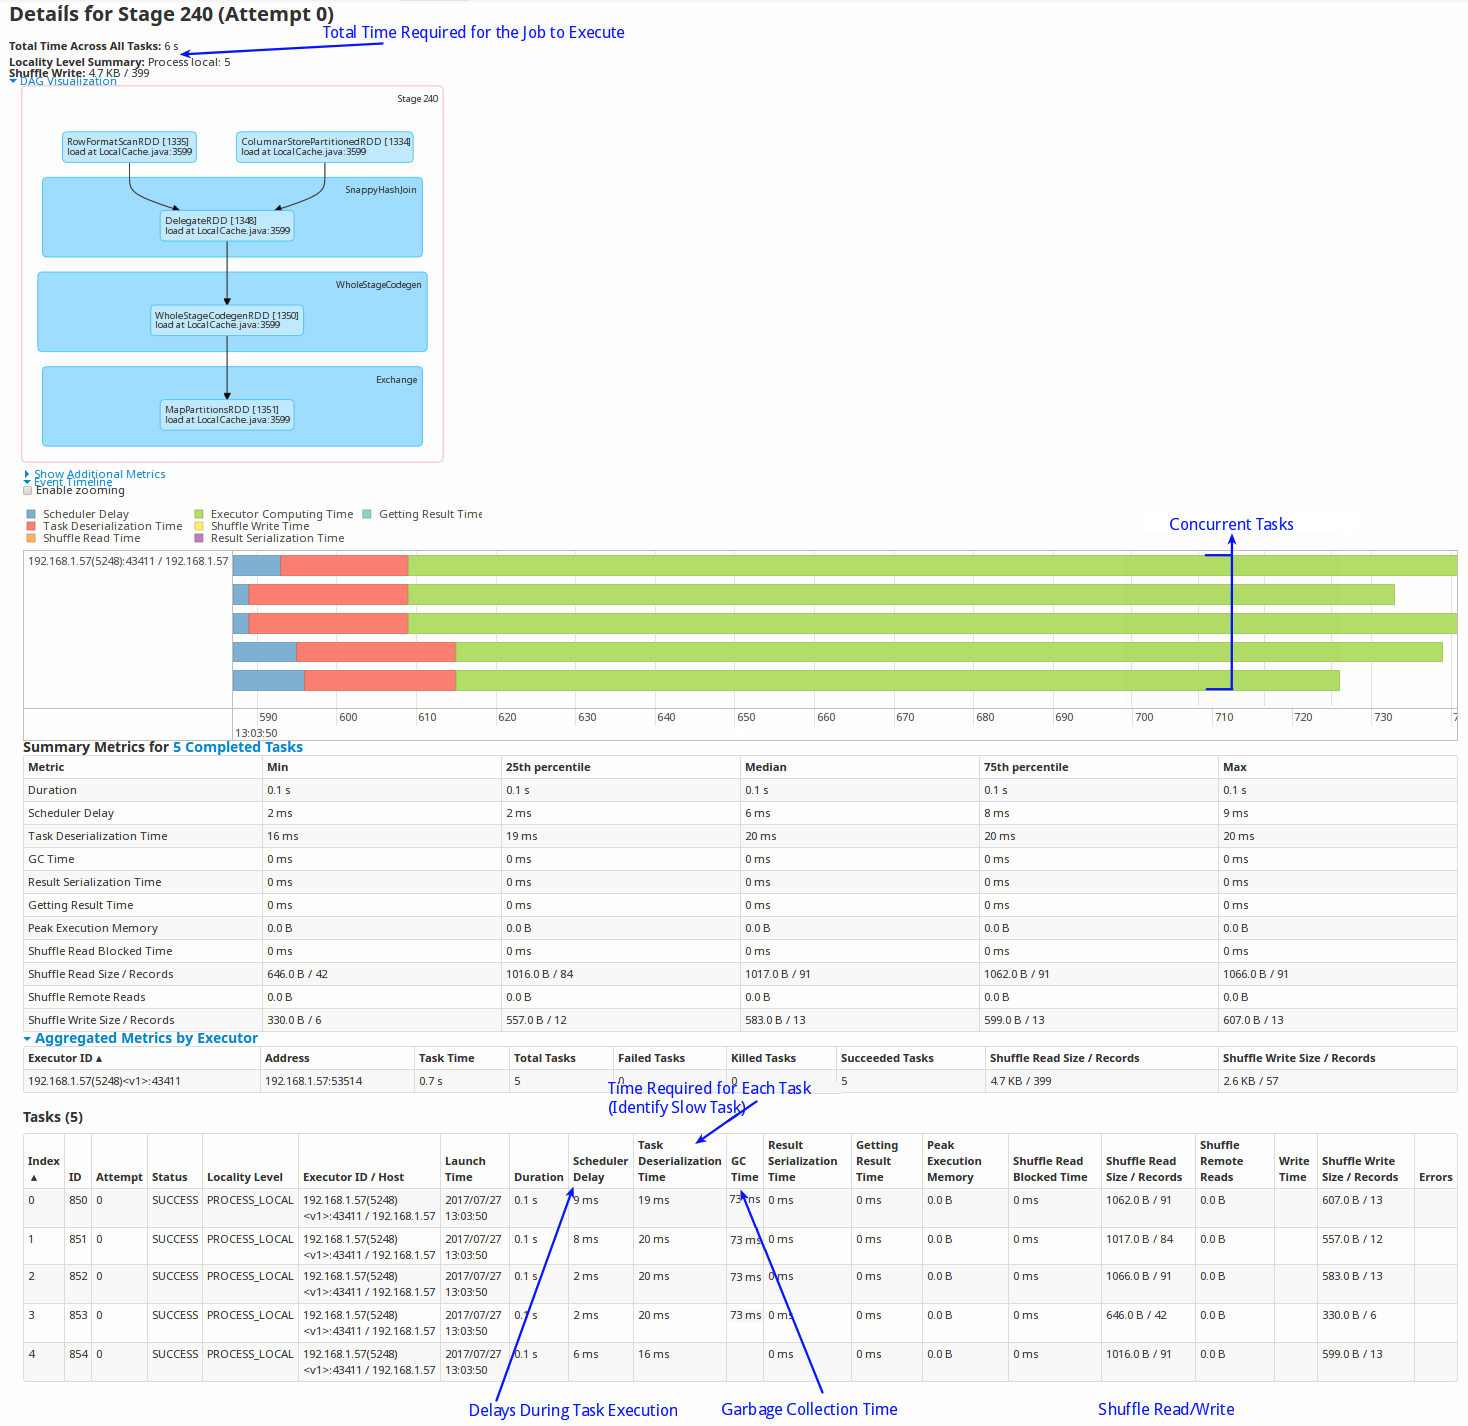 Details for Stage 240 (Attempt 0)
Total Time Required for the Job to Execute
Total Time Across All Tasks: 6 s
Locality Level Summary: Process local: 5
Shuffle Write: 4.7 KB / 399
DAG Visualization
Stage 240
RowFormatScanRDD [1335]
load at LocalCache.java:3599
ColumnarStorePartitionedRDD [1334]
load at LocalCache.java:3599
SnappyHashJoin
DelegateRDD [1348]
load at LocalCache.java:3599
WholeStageCodegen
WholeStageCodegenRDD [1350]
load at LocalCache.java:3599
Exchange
MapPartitionsRDD [1351]
load at LocalCache.java:3599
Show Additional Metrics
Event Timeline
Enable zooming
Scheduler Delay Executor Computing Time Getting Result Time
Task Deserialization Time Shuffle Write Time
Shuffle Read Time Result Serialization Time
Concurrent Tasks
192.168.1.57(5248):43411 / 192.168.1.57
590 600 610 620 630 640 650 660 670 680 690 700 710 720 730 7
13:03:50
Summary Metrics for 5 Completed Tasks
Metric Min 25th percentile Median 75th percentile Max
Duration 0.1 s 0.1 s 0.1 s 0.1 s 0.1 s
Scheduler Delay 2 ms 2 ms 6 ms 8 ms 9 ms
Task Deserialization Time 16 ms 19 ms 20 ms 20 ms 20 ms
GC Time 0 ms 0 ms 0 ms 0 ms 0 ms
Result Serialization Time 0 ms 0 ms 0 ms 0 ms 0 ms
Getting Result Time 0 ms 0 ms 0 ms 0 ms 0 ms
Peak Execution Memory 0.0 B 0.0 B 0.0 B 0.0 B 0.0 B
Shuffle Read Blocked Time 0 ms 0 ms 0 ms 0 ms 0 ms
Shuffle Read Size / Records 646.0 B / 42 1016.0 B / 84 1017.0 B / 91 1062.0 B / 91 1066.0 B / 91
Shuffle Remote Reads 0.0 B 0.0 B 0.0 B 0.0 B 0.0 B
Shuffle Write Size / Records 330.0 B / 6 557.0 B / 12 583.0 B / 13 599.0 B / 13 607.0 B / 13
Aggregated Metrics by Executor
Executor ID ▴ Address Task Time Total Tasks Failed Tasks Killed Tasks Succeeded Tasks Shuffle Read Size / Records Shuffle Write Size / Records
192.168.1.57(5248)<v1>:43411 192.168.1.57:53514 0.7 s 5 0 0 5 4.7 KB / 399 2.6 KB / 57
Time Required for Each Task
(Identify Slow Task)
Tasks (5)
Index ▴ ID Attempt Status Locality Level Executor ID / Host Launch Time Duration Scheduler Delay Task Deserialization Time GC Time Result Serialization Time Getting Result Time Peak Execution Memory Shuffle Read Blocked Time Shuffle Read Size / Records Shuffle Remote Reads Write Time Shuffle Write Size / Records Errors
0 850 0 SUCCESS PROCESS_LOCAL 192.168.1.57(5248) 2017/07/27 0.1 s 9 ms 19 ms 73 ms 0 ms 0 ms 0.0 B 0 ms 1062.0 B / 91 0.0 B 607.0 B / 13
<v1>:43411 / 192.168.1.57 13:03:50
1 851 0 SUCCESS PROCESS_LOCAL 192.168.1.57(5248) 2017/07/27 0.1 s 8 ms 20 ms 73 ms 0 ms 0 ms 0.0 B 0 ms 1017.0 B / 84 0.0 B 557.0 B / 12
<v1>:43411 / 192.168.1.57 13:03:50
2 852 0 SUCCESS PROCESS_LOCAL 192.168.1.57(5248) 2017/07/27 0.1 s 2 ms 20 ms 73 ms 0 ms 0 ms 0.0 B 0 ms 1066.0 B / 91 0.0 B 583.0 B / 13
<v1>:43411 / 192.168.1.57 13:03:50
3 853 0 SUCCESS PROCESS_LOCAL 192.168.1.57(5248) 2017/07/27 0.1 s 2 ms 20 ms 73 ms 0 ms 0 ms 0.0 B 0 ms 646.0 B / 42 0.0 B 330.0 B / 6
<v1>:43411 / 192.168.1.57 13:03:50
4 854 0 SUCCESS PROCESS_LOCAL 192.168.1.57(5248) 2017/07/27 0.1 s 6 ms 16 ms 0 ms 0 ms 0.0 B 0 ms 1016.0 B / 91 0.0 B 599.0 B / 13
<v1>:43411 / 192.168.1.57 13:03:50
Delays During Task Execution Garbage Collection Time Shuffle Read/Write